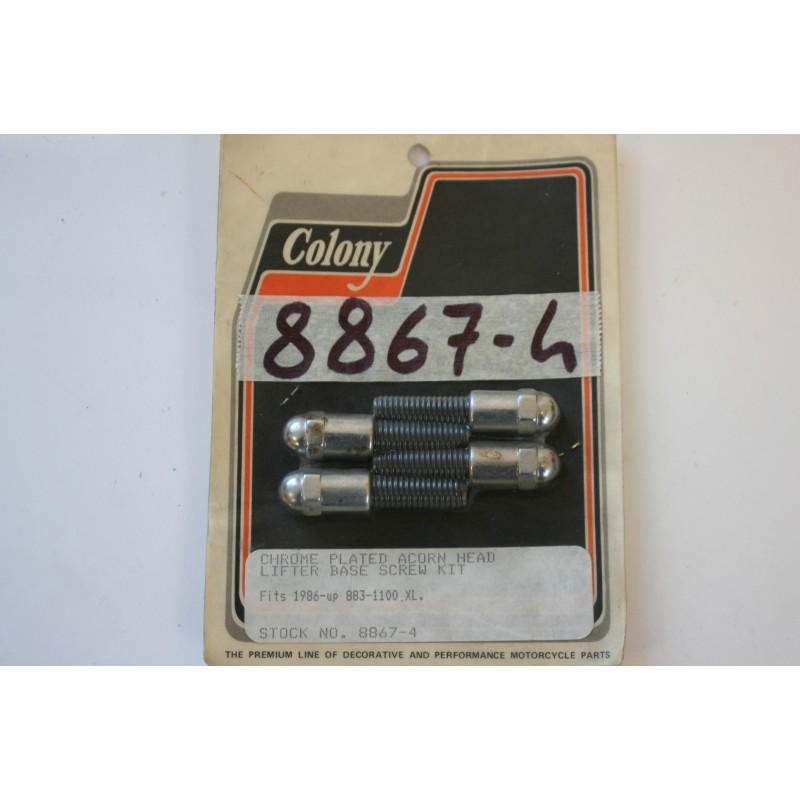 Colony
8867-4
CHROME PLATED ACORN HEAD
LIFTER BASE SCREW KIT
Fits 1986-up 883-1100 XL.
STOCK NO. 8867-4
THE PREMIUM LINE OF DECORATIVE AND PERFORMANCE MOTORCYCLE PARTS